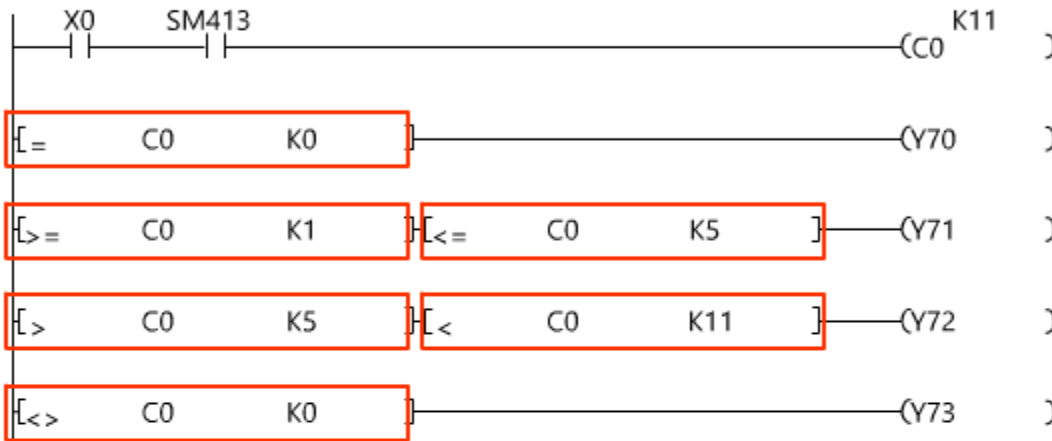 X0 SM413 K11
(C0 )
[= C0 K0 ] (Y70 )
[>= C0 K1 ] [<= C0 K5 ] (Y71 )
[> C0 K5 ] [< C0 K11 ] (Y72 )
[<> C0 K0 ] (Y73 )